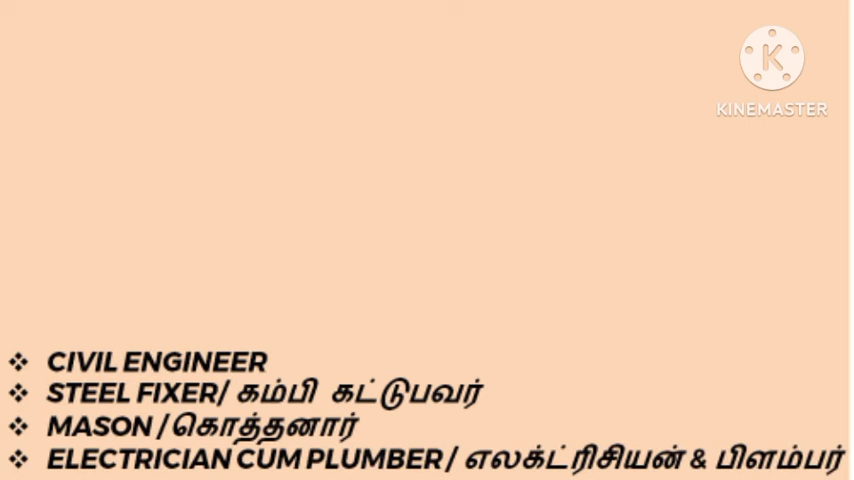 K
KINEMASTER
❖ CIVIL ENGINEER
❖ STEEL FIXER/ கம்பி கட்டுபவர்
❖ MASON /கொத்தனார்
❖ ELECTRICIAN CUM PLUMBER/ எலக்ட்ரிசியன் & பிளம்பர்